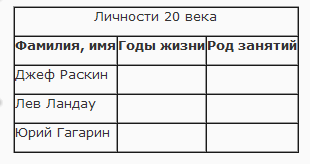 Личности 20 века
Фамилия, имя Годы жизни Род занятий
Джеф Раскин
Лев Ландау
Юрий Гагарин